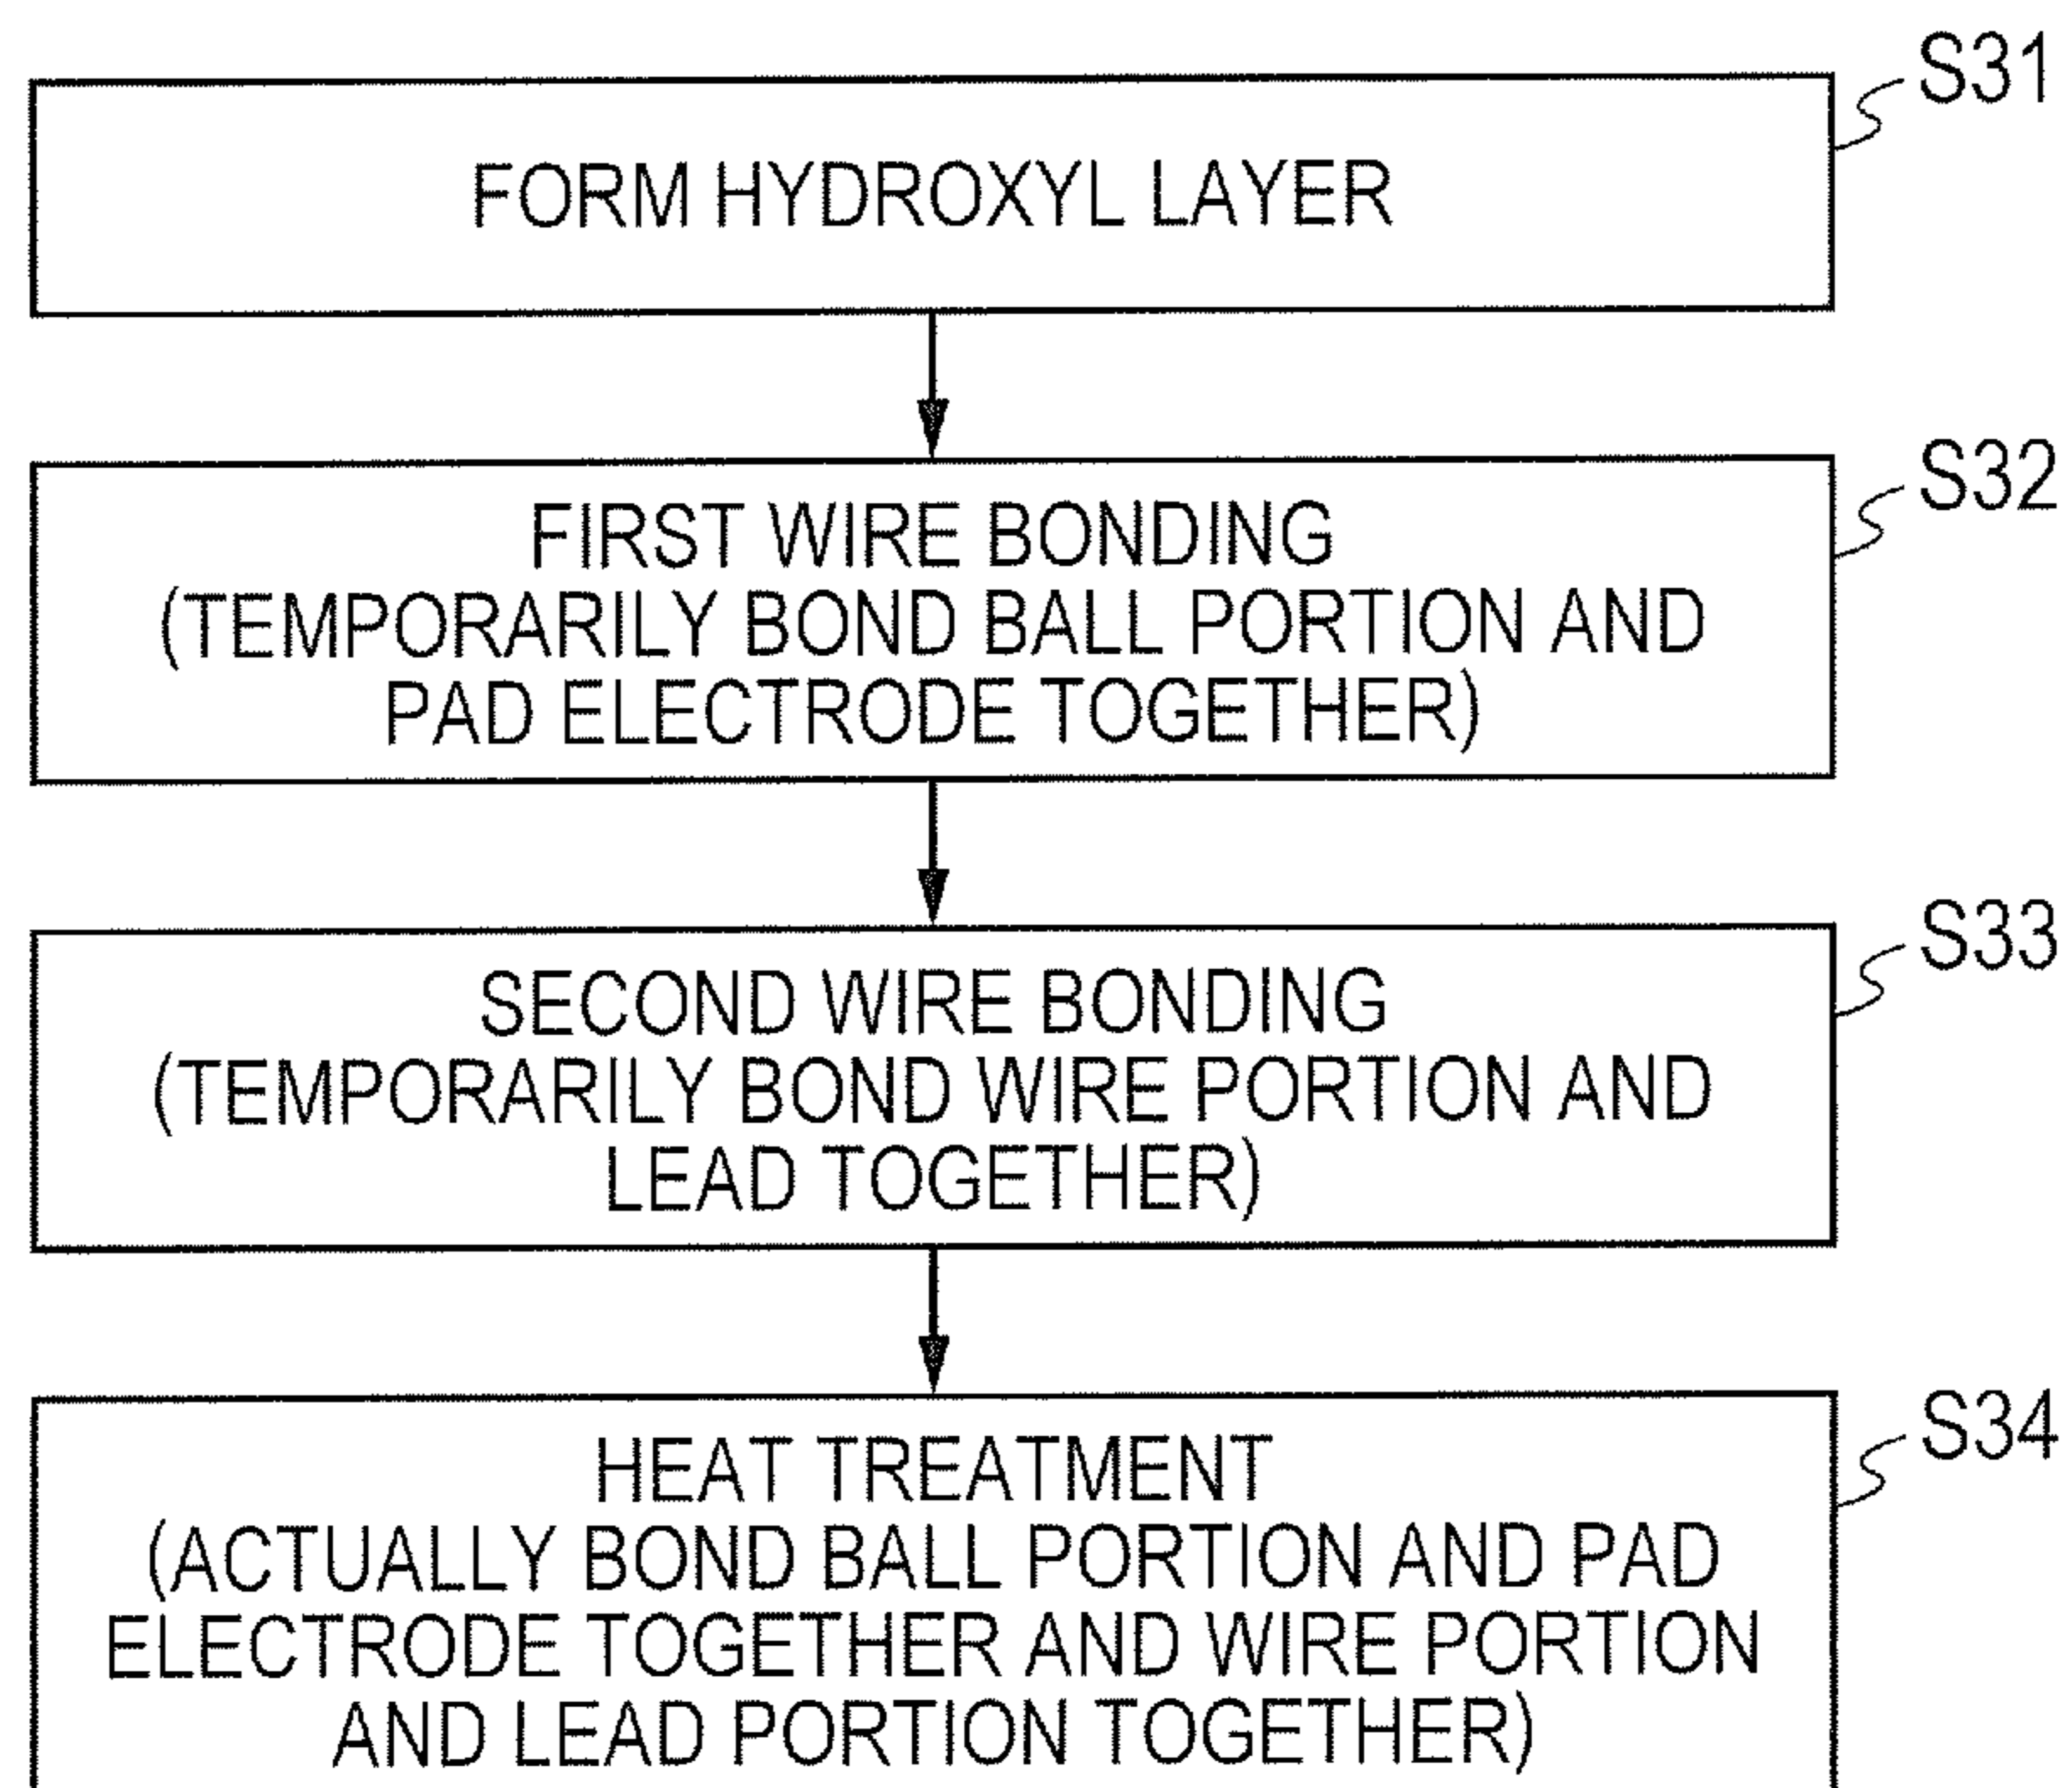 S31
FORM HYDROXYL LAYER
S32
FIRST WIRE BONDING
(TEMPORARILY BOND BALL PORTION AND
PAD ELECTRODE TOGETHER)
S33
SECOND WIRE BONDING
(TEMPORARILY BOND WIRE PORTION AND
LEAD TOGETHER)
S34
HEAT TREATMENT
(ACTUALLY BOND BALL PORTION AND PAD
ELECTRODE TOGETHER AND WIRE PORTION
AND LEAD PORTION TOGETHER)